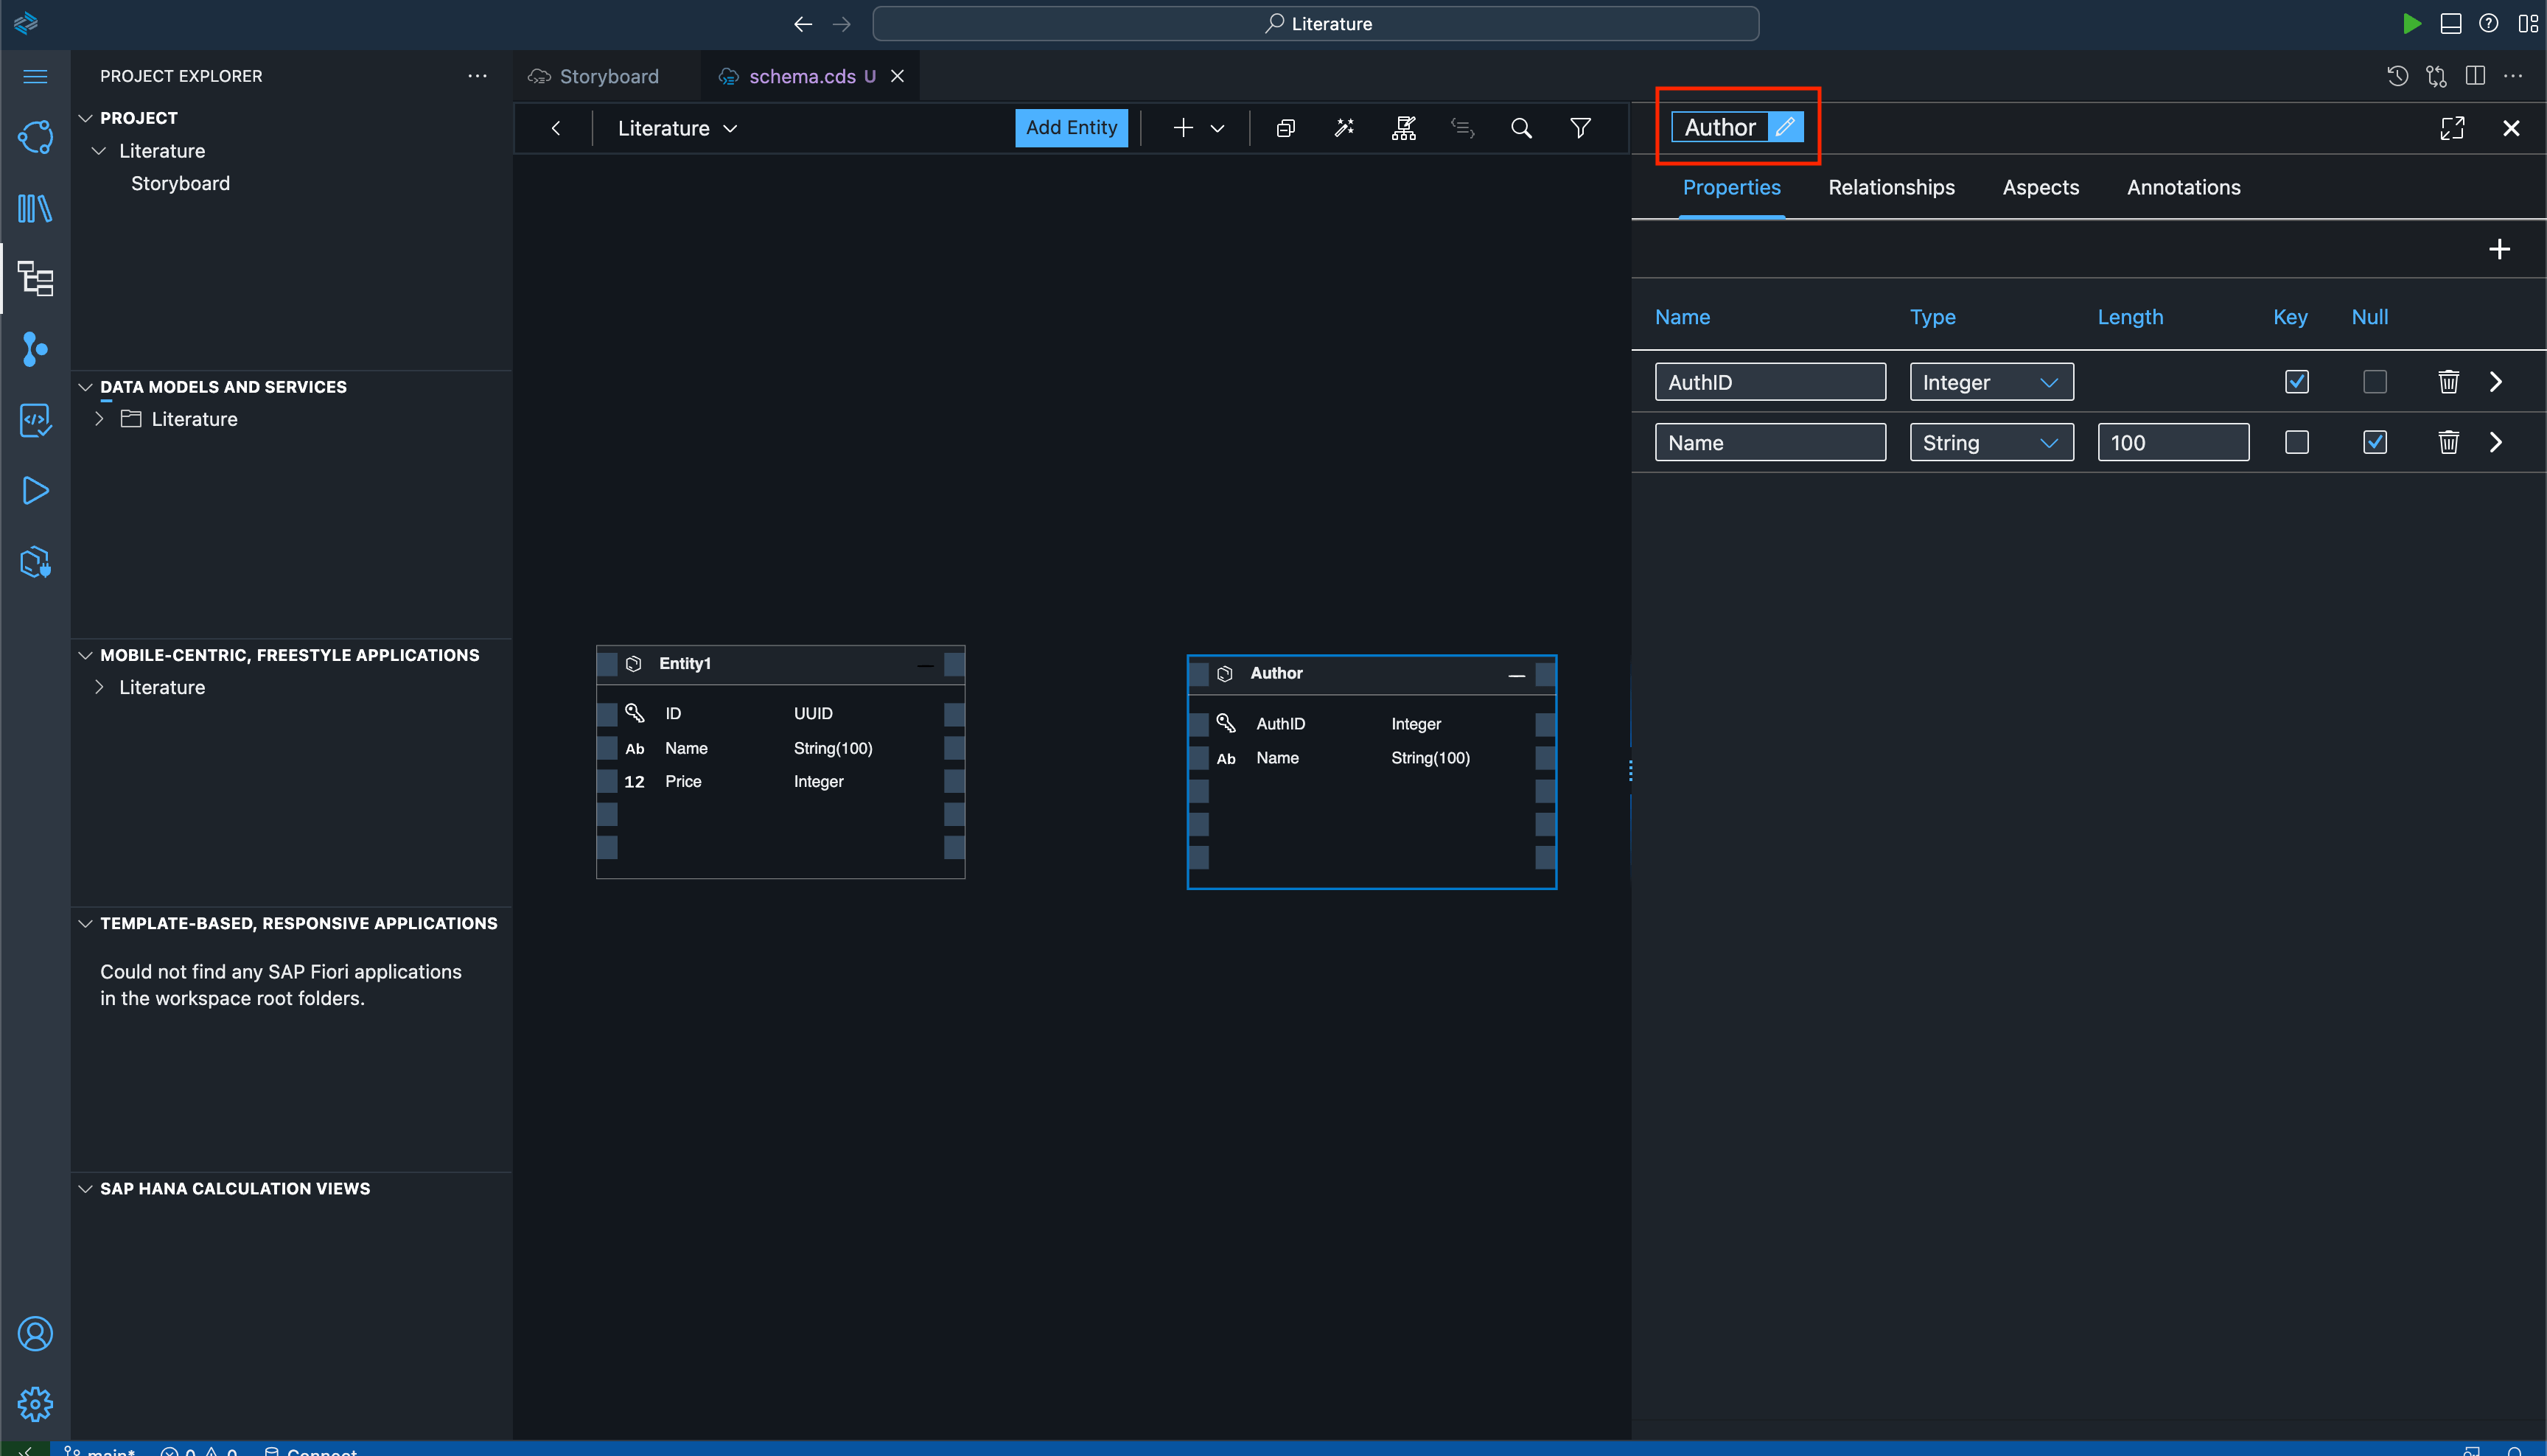 Literature
PROJECT EXPLORER
PROJECT
Literature
Storyboard
DATA MODELS AND SERVICES
Literature
MOBILE-CENTRIC, FREESTYLE APPLICATIONS
Literature
TEMPLATE-BASED, RESPONSIVE APPLICATIONS
Could not find any SAP Fiori applications
in the workspace root folders.
SAP HANA CALCULATION VIEWS
Storyboard
schema.cds U
Literature
Add Entity
Entity1
ID UUID
Ab Name String(100)
12 Price Integer
Author
AuthID Integer
Ab Name String(100)
Author
Properties Relationships Aspects Annotations
Name Type Length Key Null
AuthID Integer
Name String 100
main* 0 0 Connect